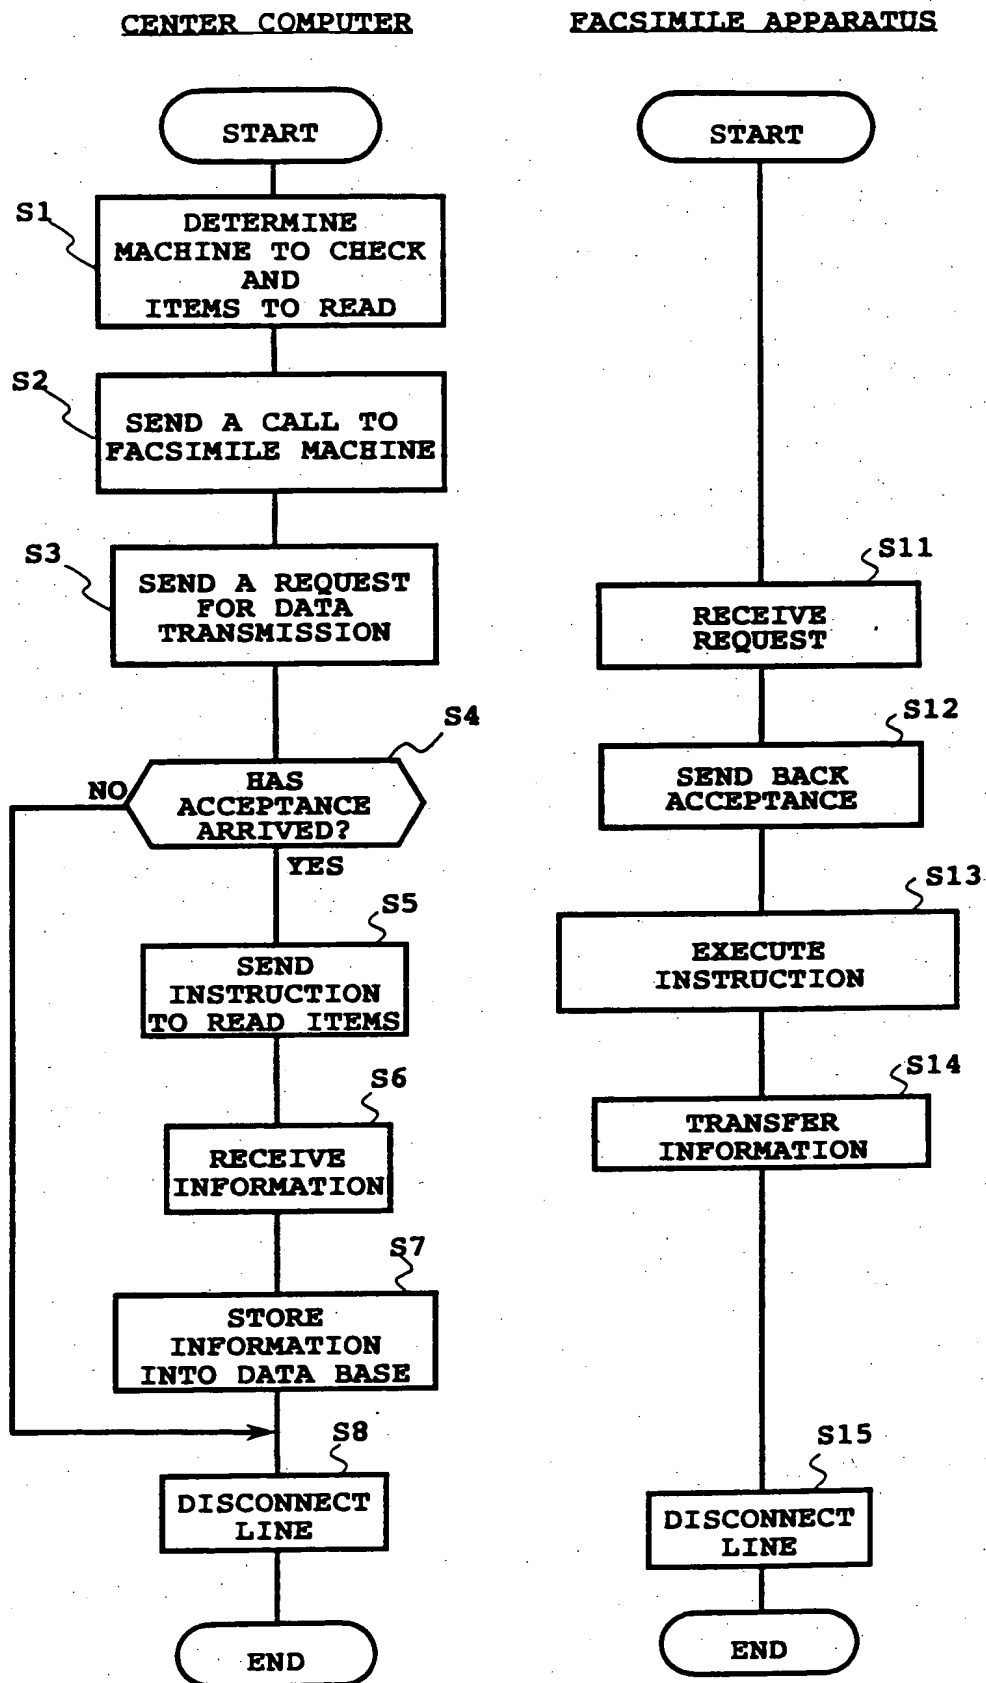 CENTER COMPUTER
START
S1
DETERMINE
MACHINE TO CHECK
AND
ITEMS TO READ
S2
SEND A CALL TO
FACSIMILE MACHINE
S3
SEND A REQUEST
FOR DATA
TRANSMISSION
S4
HAS
ACCEPTANCE
ARRIVED?
NO
YES
S5
SEND
INSTRUCTION
TO READ ITEMS
S6
RECEIVE
INFORMATION
S7
STORE
INFORMATION
INTO DATA BASE
S8
DISCONNECT
LINE
END
FACSIMILE APPARATUS
START
S11
RECEIVE
REQUEST
S12
SEND BACK
ACCEPTANCE
S13
EXECUTE
INSTRUCTION
S14
TRANSFER
INFORMATION
S15
DISCONNECT
LINE
END